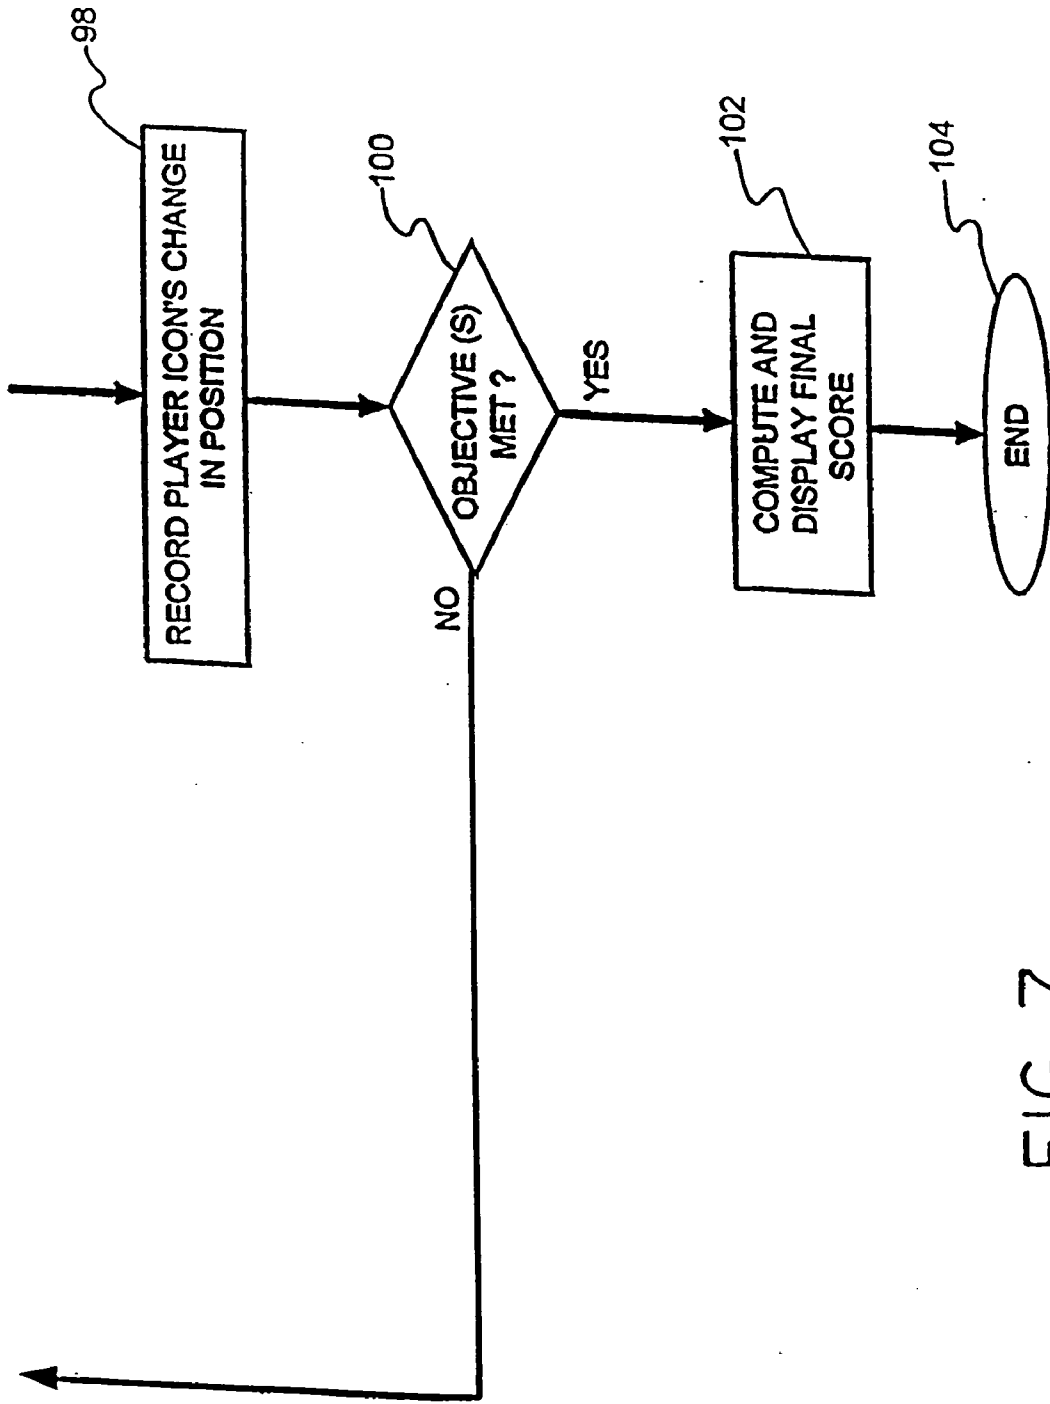 98
RECORD PLAYER ICON'S CHANGE
IN POSITION
100
OBJECTIVE (S)
MET ?
NO
YES
102
COMPUTE AND
DISPLAY FINAL
SCORE
104
END
FIG 7